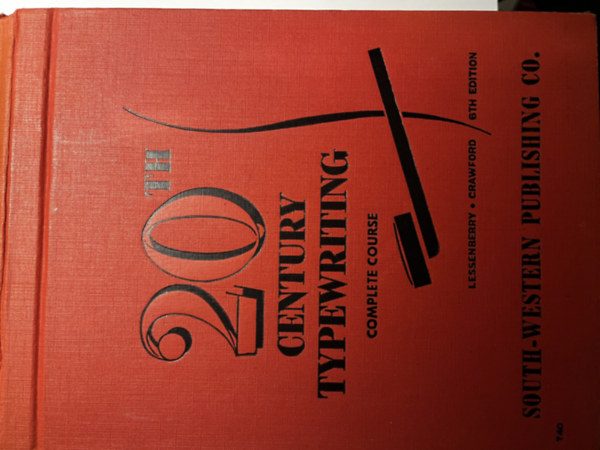 20TH
CENTURY
TYPEWRITING
COMPLETE COURSE
LESSENBERRY • CRAWFORD 6TH EDITION
SOUTH-WESTERN PUBLISHING CO.